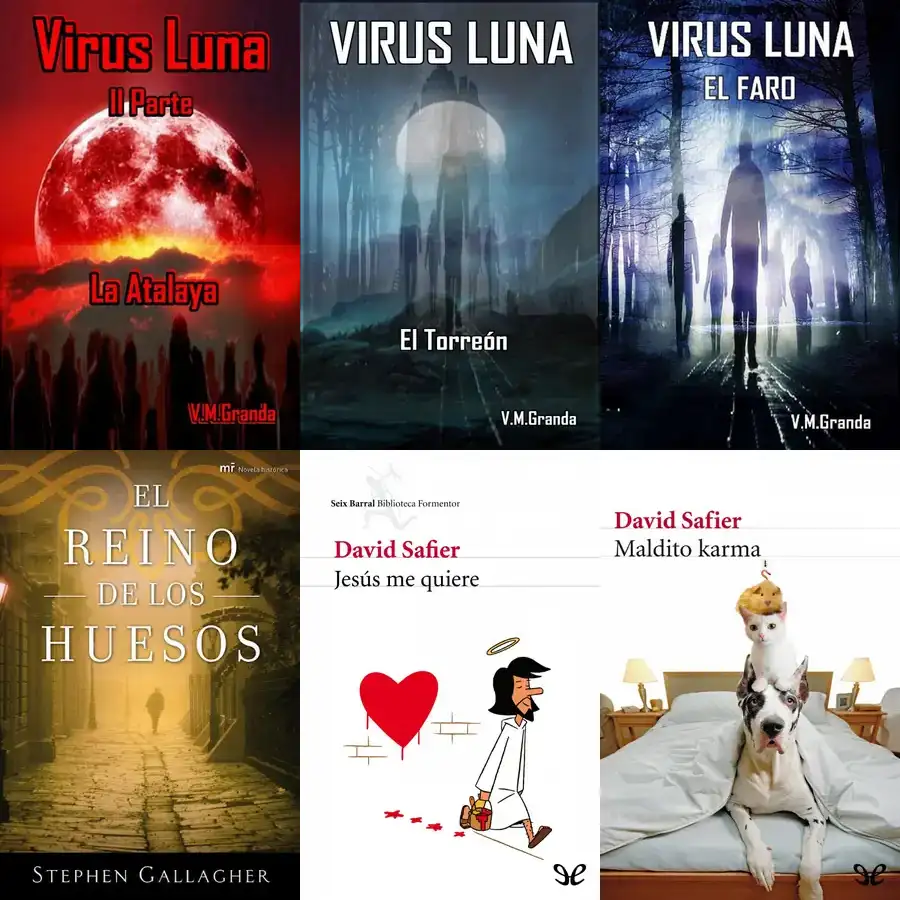 Virus Luna
II Parte
La Atalaya
V.M.Granda
VIRUS LUNA
El Torreón
V.M.Granda
VIRUS LUNA
EL FARO
V.M.Granda
mr Novela histórica
EL
REINO
DE LOS
HUESOS
STEPHEN GALLAGHER
Seix Barral Biblioteca Formentor
David Safier
Jesús me quiere
David Safier
Maldito karma